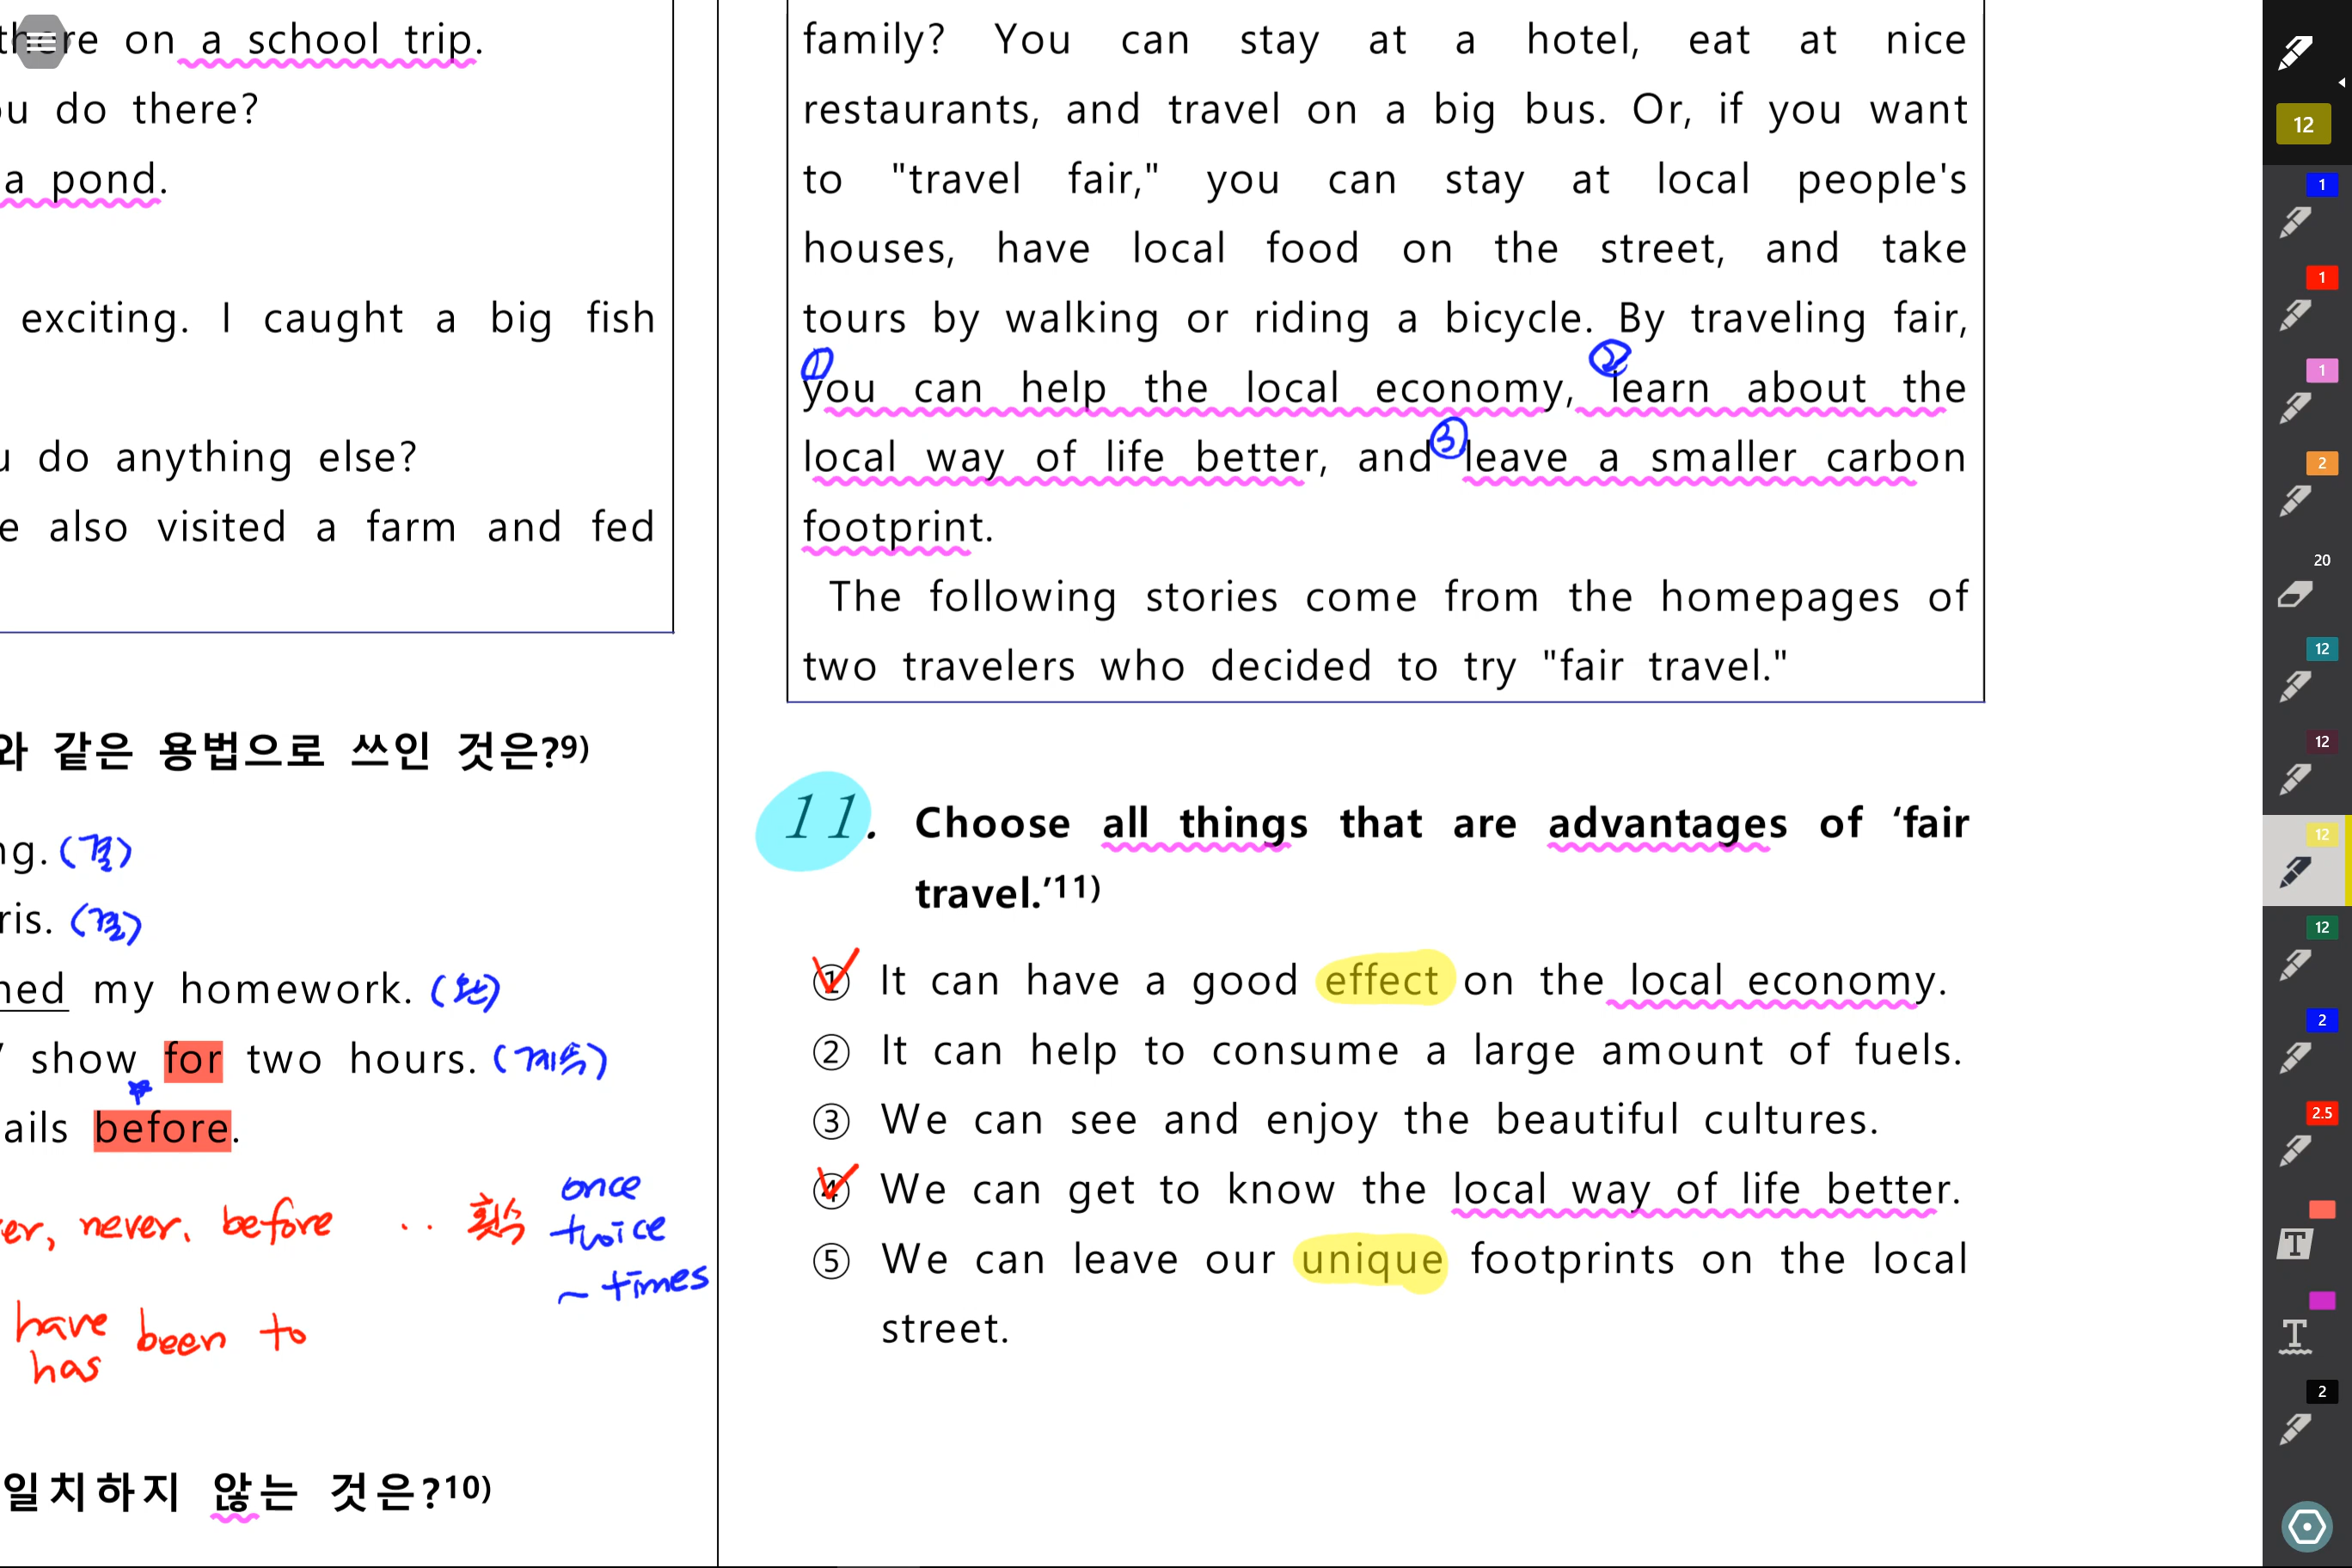 there on a school trip.
ou do there?
a pond.
exciting. I caught a big fish
u do anything else?
e also visited a farm and fed
와 같은 용법으로 쓰인 것은?9)
ng. (결)
ris. (결)
ned my homework. (완)
show for two hours. (계속)
ails before.
er, never, before .. 횟수 once
twice
~ times
have been to
has
일치하지 않는 것은?10)
family? You can stay at a hotel, eat at nice
restaurants, and travel on a big bus. Or, if you want
to "travel fair," you can stay at local people's
houses, have local food on the street, and take
tours by walking or riding a bicycle. By traveling fair,
① ②
you can help the local economy, learn about the
local way of life better, and ③ leave a smaller carbon
footprint.
The following stories come from the homepages of
two travelers who decided to try "fair travel."
11. Choose all things that are advantages of ‘fair
travel.’11)
① It can have a good effect on the local economy.
② It can help to consume a large amount of fuels.
③ We can see and enjoy the beautiful cultures.
④ We can get to know the local way of life better.
⑤ We can leave our unique footprints on the local
street.
12
1
1
1
2
20
12
12
12
12
2
2.5
T
T
2